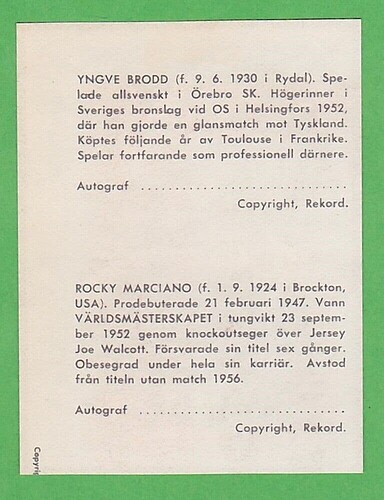 YNGVE BRODD (f. 9. 6. 1930 i Rydal). Spe-
lade allsvenskt i Örebro SK. Högerinner i
Sveriges bronslag vid OS i Helsingfors 1952,
där han gjorde en glansmatch mot Tyskland.
Köptes följande år av Toulouse i Frankrike.
Spelar fortfarande som professionell därnere.
Autograf ..............................
Copyright, Rekord.
ROCKY MARCIANO (f. 1. 9. 1924 i Brockton,
USA). Prodebuterade 21 februari 1947. Vann
VÄRLDSMÄSTERSKAPET i tungvikt 23 septem-
ber 1952 genom knockoutseger över Jersey
Joe Walcott. Försvarade sin titel sex gånger.
Obesegrad under hela sin karriär. Avstod
från titeln utan match 1956.
Autograf ..............................
Copyright, Rekord.